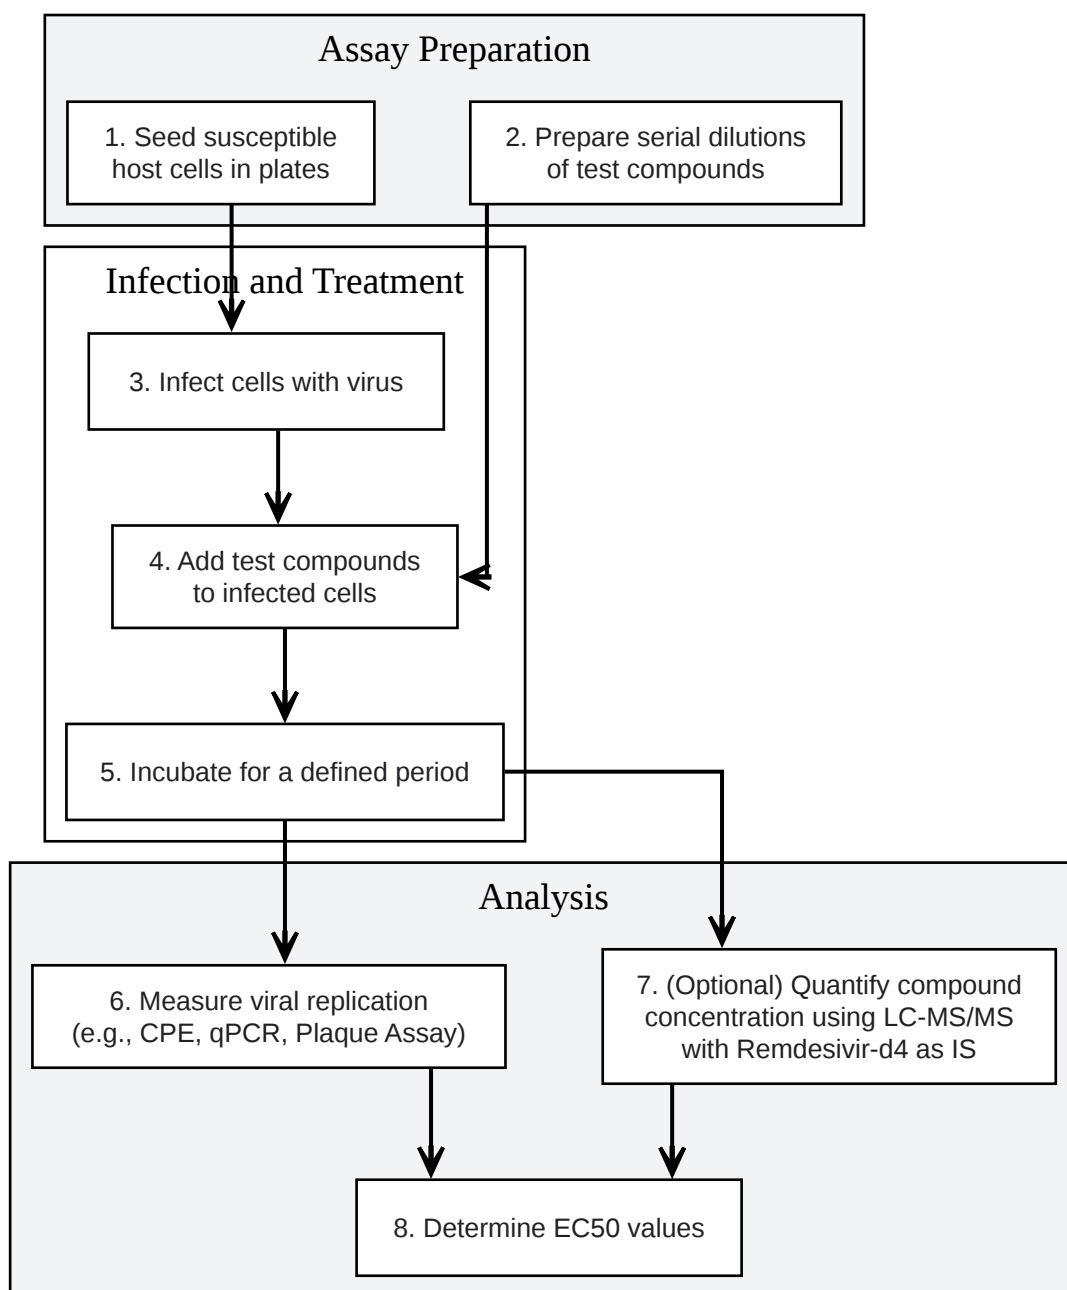 Assay Preparation
1. Seed susceptible
host cells in plates
2. Prepare serial dilutions
of test compounds
Infection and Treatment
3. Infect cells with virus
4. Add test compounds
to infected cells
5. Incubate for a defined period
Analysis
6. Measure viral replication
(e.g., CPE, qPCR, Plaque Assay)
7. (Optional) Quantify compound
concentration using LC-MS/MS
with Remdesivir-d4 as IS
8. Determine EC50 values